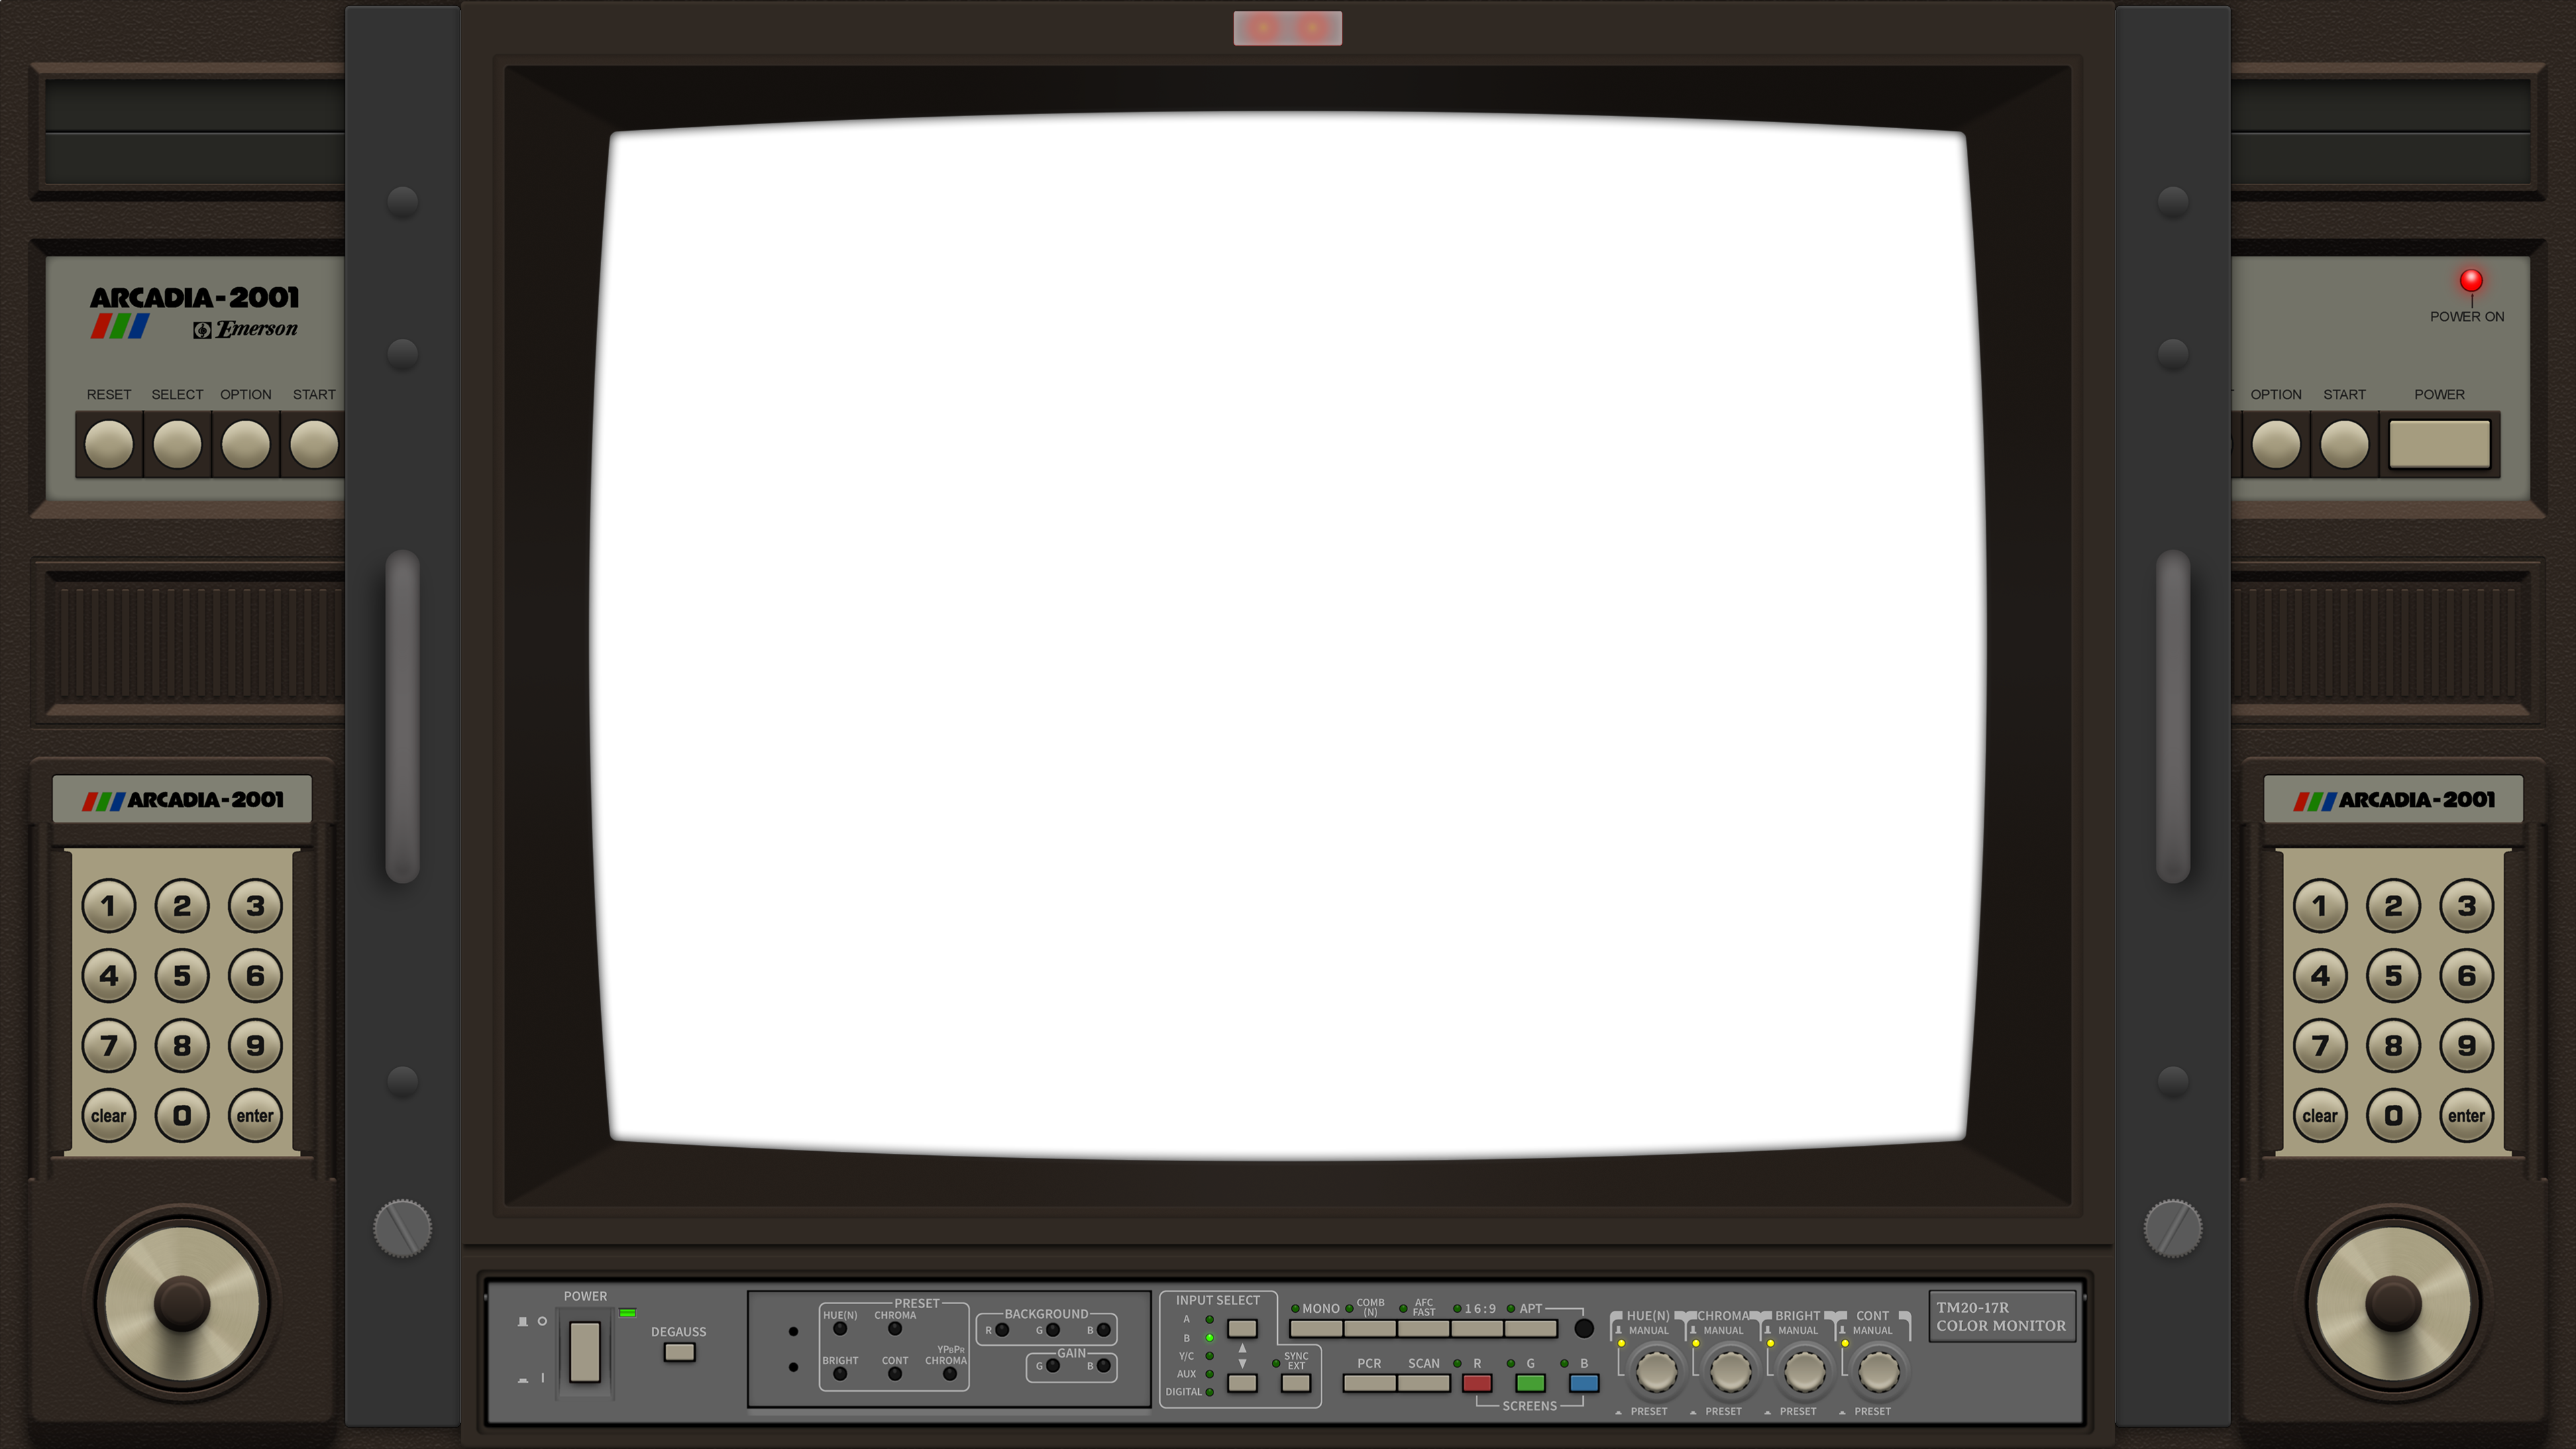 ARCADIA-2001
Emerson
RESET SELECT OPTION START
ARCADIA-2001
1 2 3
4 5 6
7 8 9
clear 0 enter
POWER ON
OPTION START POWER
ARCADIA-2001
1 2 3
4 5 6
7 8 9
clear 0 enter
POWER
DEGAUSS
PRESET
HUE(N) CHROMA
BRIGHT CONT YPBPR CHROMA
BACKGROUND
R G B
GAIN
G B
INPUT SELECT
A
B
Y/C
AUX
DIGITAL
SYNC
EXT
MONO COMB (N) AFC FAST 16:9 APT
PCR SCAN R G B
SCREENS
HUE(N) CHROMA BRIGHT CONT
MANUAL MANUAL MANUAL MANUAL
PRESET PRESET PRESET PRESET
TM20-17R
COLOR MONITOR